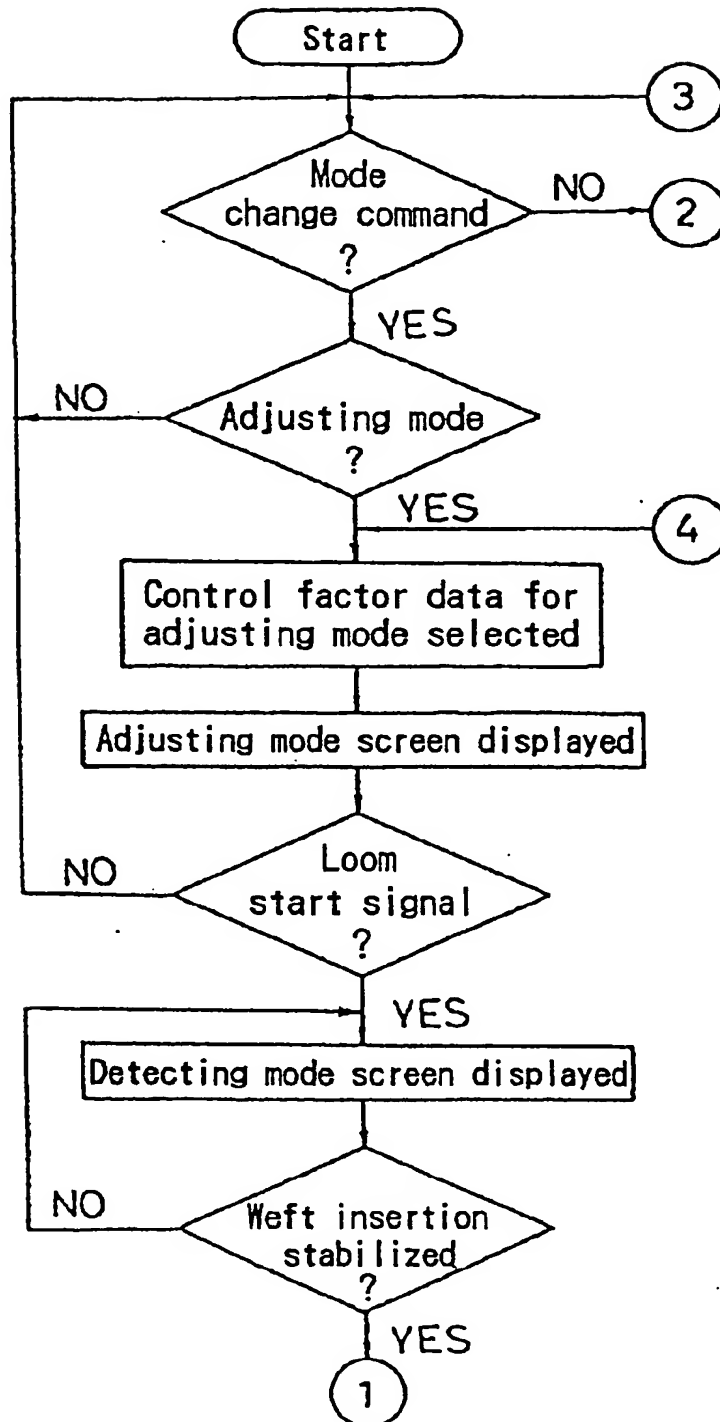 Start
3
Mode
change command
?
NO
2
YES
NO
Adjusting mode
?
YES
4
Control factor data for
adjusting mode selected
Adjusting mode screen displayed
NO
Loom
start signal
?
YES
Detecting mode screen displayed
NO
Weft insertion
stabilized
?
YES
1